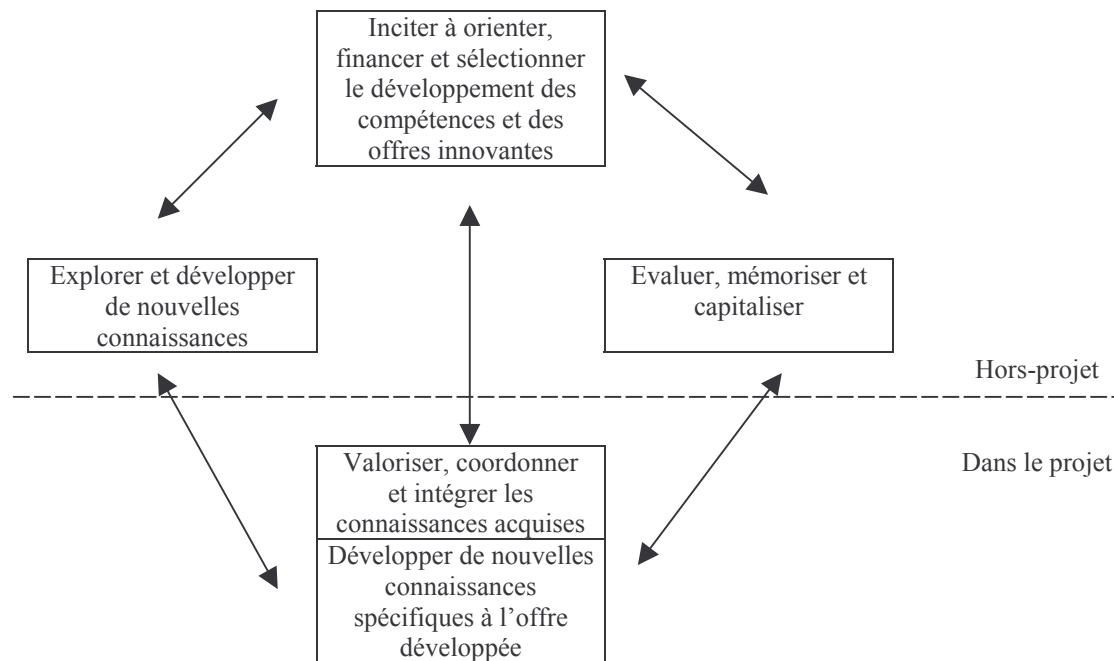 Inciter à orienter,
financer et sélectionner
le développement des
compétences et des
offres innovantes
Explorer et développer
de nouvelles
connaissances
Evaluer, mémoriser et
capitaliser
Hors-projet
Dans le projet
Valoriser, coordonner
et intégrer les
connaissances acquises
Développer de nouvelles
connaissances
spécifiques à l’offre
développée